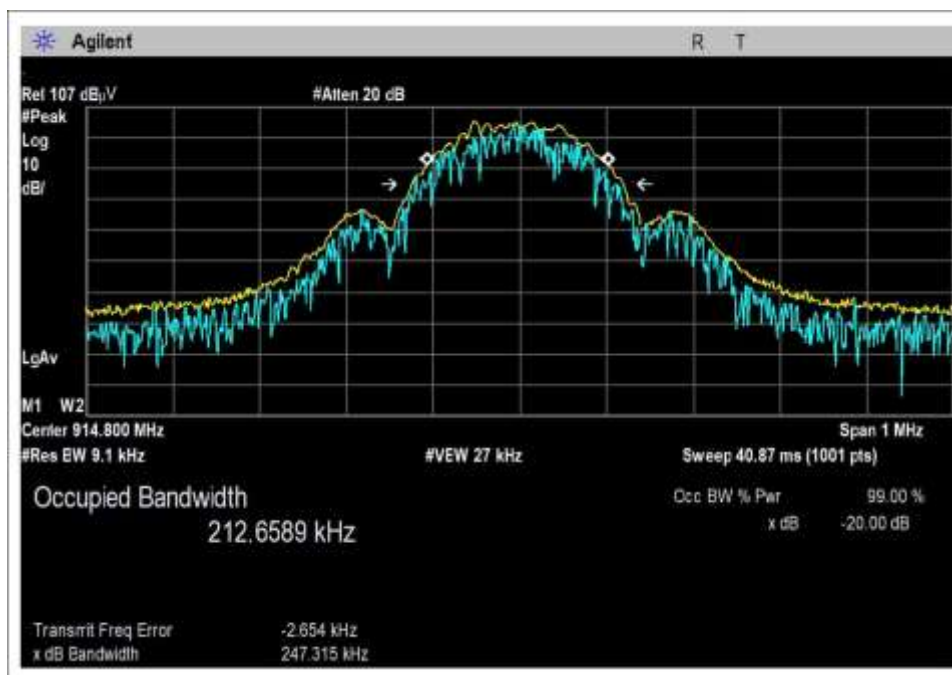 Agilent R T
Ref 107 dBµV #Atten 20 dB
#Peak
Log
10
dB/
LgAv
M1 W2
Center 914.800 MHz Span 1 MHz
#Res BW 9.1 kHz #VBW 27 kHz Sweep 40.87 ms (1001 pts)
Occupied Bandwidth Occ BW % Pwr 99.00 %
212.6589 kHz x dB -20.00 dB
Transmit Freq Error -2.654 kHz
x dB Bandwidth 247.315 kHz